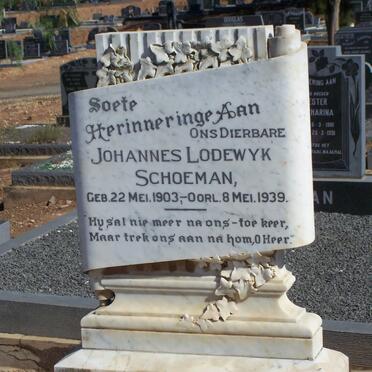 Soete
Herinneringe Aan
Ons Dierbare
Johannes Lodewyk
Schoeman,
Geb. 22 Mei. 1903,-Oorl. 8 Mei. 1939.
Hy sal nie meer na ons-toe keer,
Maar trek ons aan na hom, O Heer.
DOUGLAS